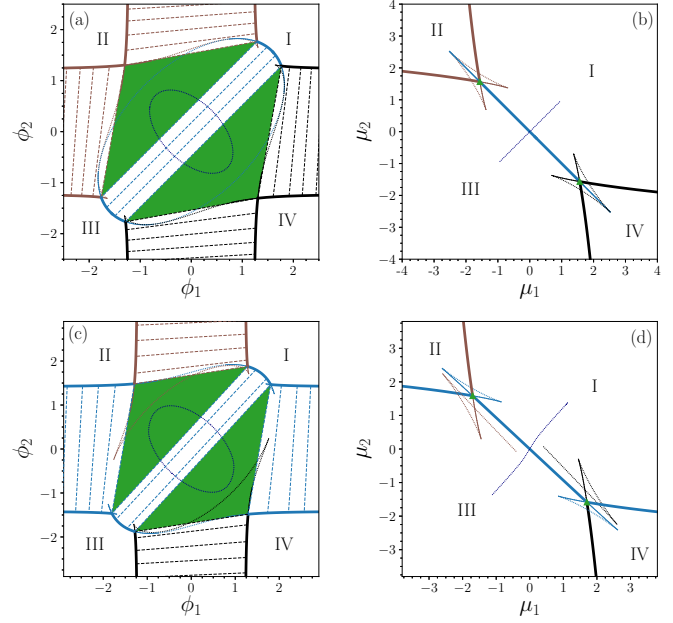 (a)
II
I
III
IV
2
1
0
−1
−2
ϕ₂
−2
−1
0
1
2
ϕ₁
(b)
I
II
III
IV
4
3
2
1
0
−1
−2
−3
−4
μ₂
-4
-3
-2
-1
0
1
2
3
4
μ₁
(c)
II
I
III
IV
2
1
0
−1
−2
ϕ₂
−2
−1
0
1
2
ϕ₁
(d)
II
I
III
IV
3
2
1
0
−1
−2
−3
μ₂
−3
−2
−1
0
1
2
3
μ₁